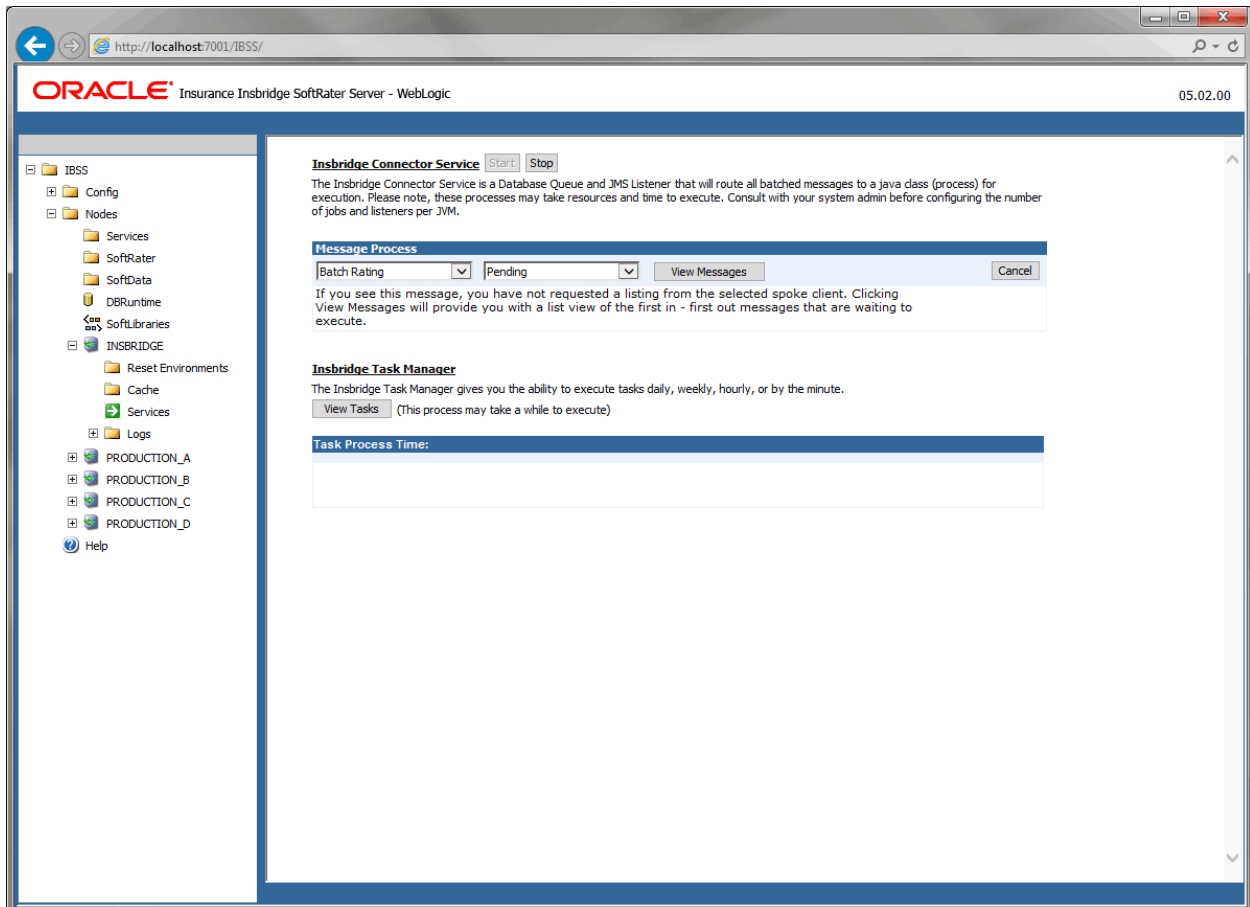 http://localhost:7001/IBSS/
ORACLE Insurance Insbridge SoftRater Server - WebLogic
05.02.00
IBSS
Config
Nodes
Services
SoftRater
SoftData
DBRuntime
SoftLibraries
INSBRIDGE
Reset Environments
Cache
Services
Logs
PRODUCTION_A
PRODUCTION_B
PRODUCTION_C
PRODUCTION_D
Help
Insbridge Connector Service Start Stop
The Insbridge Connector Service is a Database Queue and JMS Listener that will route all batched messages to a java class (process) for
execution. Please note, these processes may take resources and time to execute. Consult with your system admin before configuring the number
of jobs and listeners per JVM.
Message Process
Batch Rating Pending View Messages Cancel
If you see this message, you have not requested a listing from the selected spoke client. Clicking
View Messages will provide you with a list view of the first in - first out messages that are waiting to
execute.
Insbridge Task Manager
The Insbridge Task Manager gives you the ability to execute tasks daily, weekly, hourly, or by the minute.
View Tasks (This process may take a while to execute)
Task Process Time: